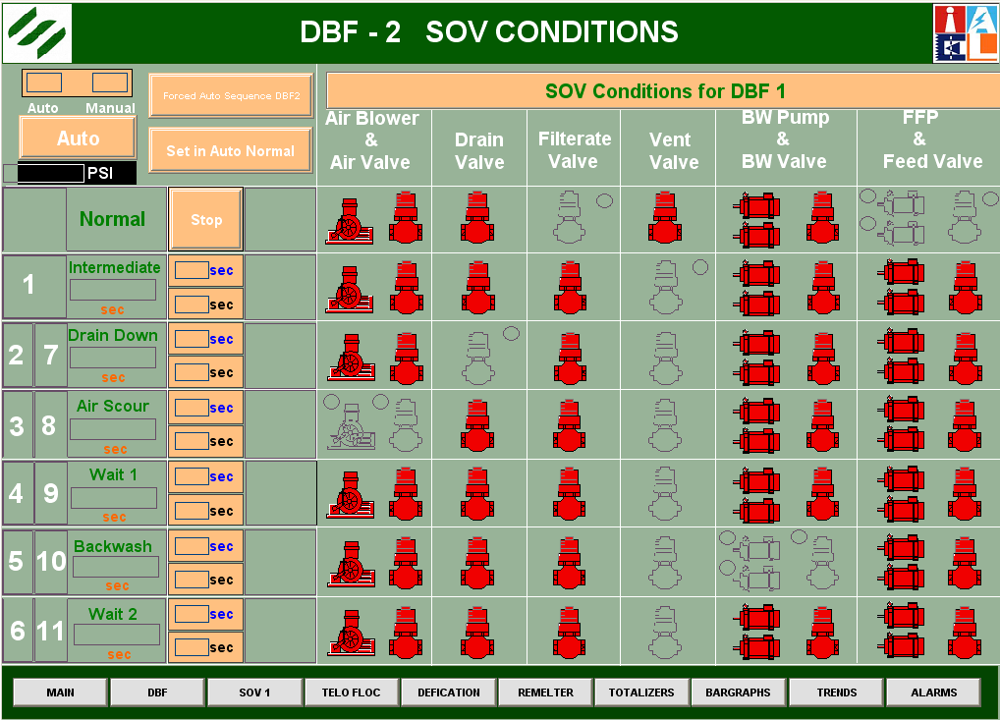 DBF - 2 SOV CONDITIONS
Auto Manual
Auto
PSI
Forced Auto Sequence DBF2
Set in Auto Normal
SOV Conditions for DBF 1
Air Blower
&
Air Valve
Drain
Valve
Filterate
Valve
Vent
Valve
BW Pump
&
BW Valve
FFP
&
Feed Valve
Normal
Stop
1
Intermediate
sec
sec
sec
2 7
Drain Down
sec
sec
sec
3 8
Air Scour
sec
sec
sec
4 9
Wait 1
sec
sec
sec
5 10
Backwash
sec
sec
sec
6 11
Wait 2
sec
sec
sec
MAIN DBF SOV 1 TELO FLOC DEFICATION REMELTER TOTALIZERS BARGRAPHS TRENDS ALARMS